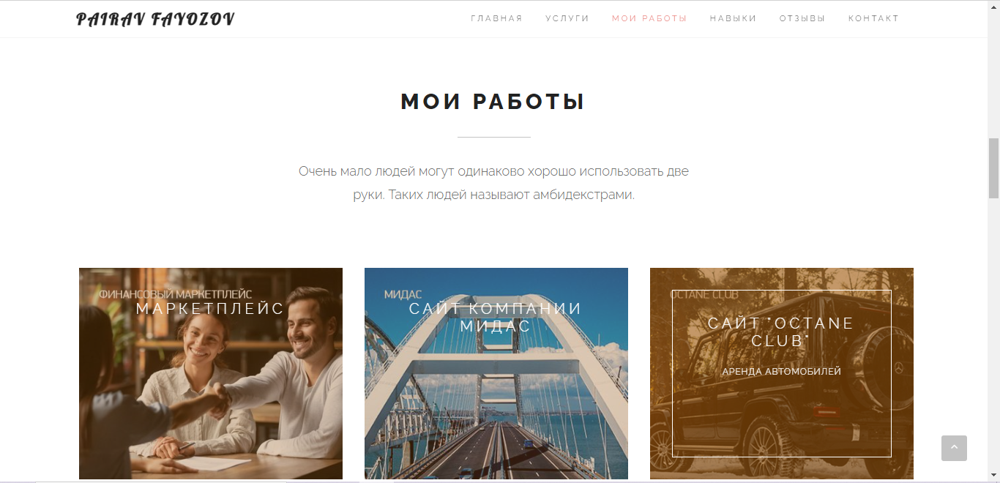 PAIRAV FAYOZOV
ГЛАВНАЯ УСЛУГИ МОИ РАБОТЫ НАВЫКИ ОТЗЫВЫ КОНТАКТ
МОИ РАБОТЫ
Очень мало людей могут одинаково хорошо использовать две
руки. Таких людей называют амбидекстрами.
ФИНАНСОВЫЙ МАРКЕТПЛЕЙС
МАРКЕТПЛЕЙС
МИДАС
САЙТ КОМПАНИИ
МИДАС
OCTANE CLUB
САЙТ "OCTANE
CLUB"
АРЕНДА АВТОМОБИЛЕЙ